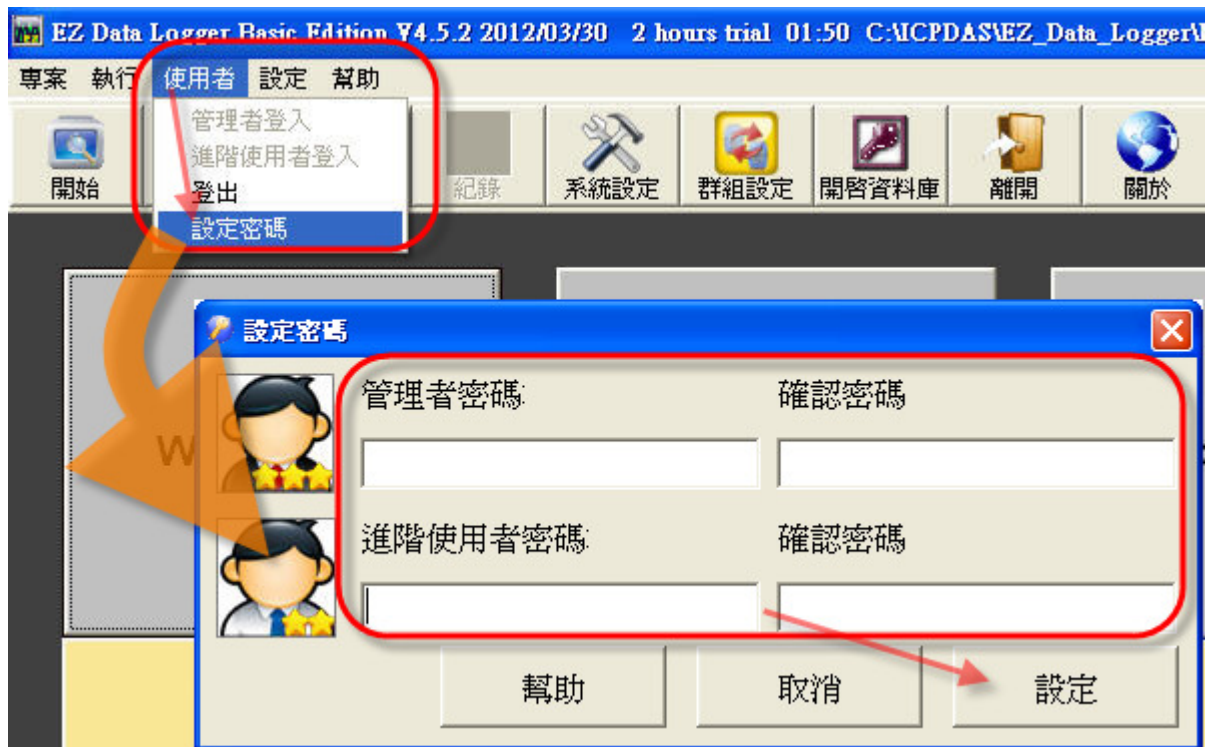 EZ Data Logger Basic Edition V4.5.2 2012/03/30 2 hours trial 01:50 C:\ICPDAS\EZ_Data_Logger\
專案 執行 使用者 設定 幫助
管理者登入
進階使用者登入
登出
設定密碼
開始 紀錄 系統設定 群組設定 開啓資料庫 離開 關於
W
設定密碼
管理者密碼: 確認密碼
進階使用者密碼: 確認密碼
幫助 取消 設定